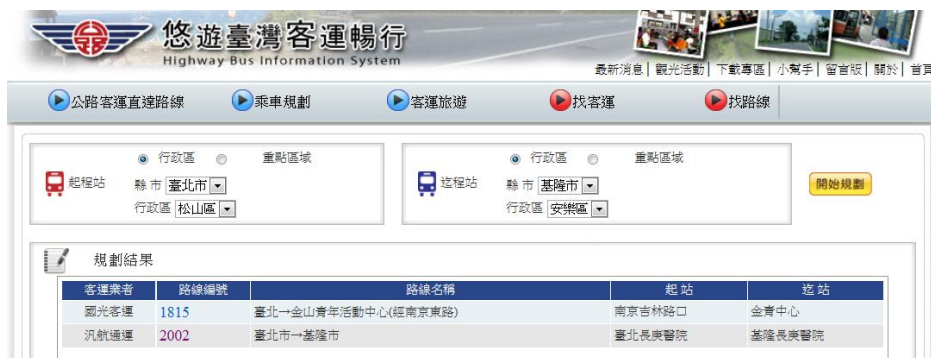 悠遊臺灣客運暢行
Highway Bus Information System
最新消息| 觀光活動| 下載專區| 小幫手| 留言版| 關於| 首頁
公路客運直達路線 乘車規劃 客運旅遊 找客運 找路線
行政區 重點區域 行政區 重點區域
起程站 縣 市 臺北市 迄程站 縣 市 基隆市 開始規劃
行政區 松山區 行政區 安樂區
規劃結果
客運業者 路線編號 路線名稱 起 站 迄 站
國光客運 1815 臺北→金山青年活動中心(經南京東路) 南京吉林路口 金青中心
汎航通運 2002 臺北市→基隆市 臺北長庚醫院 基隆長庚醫院